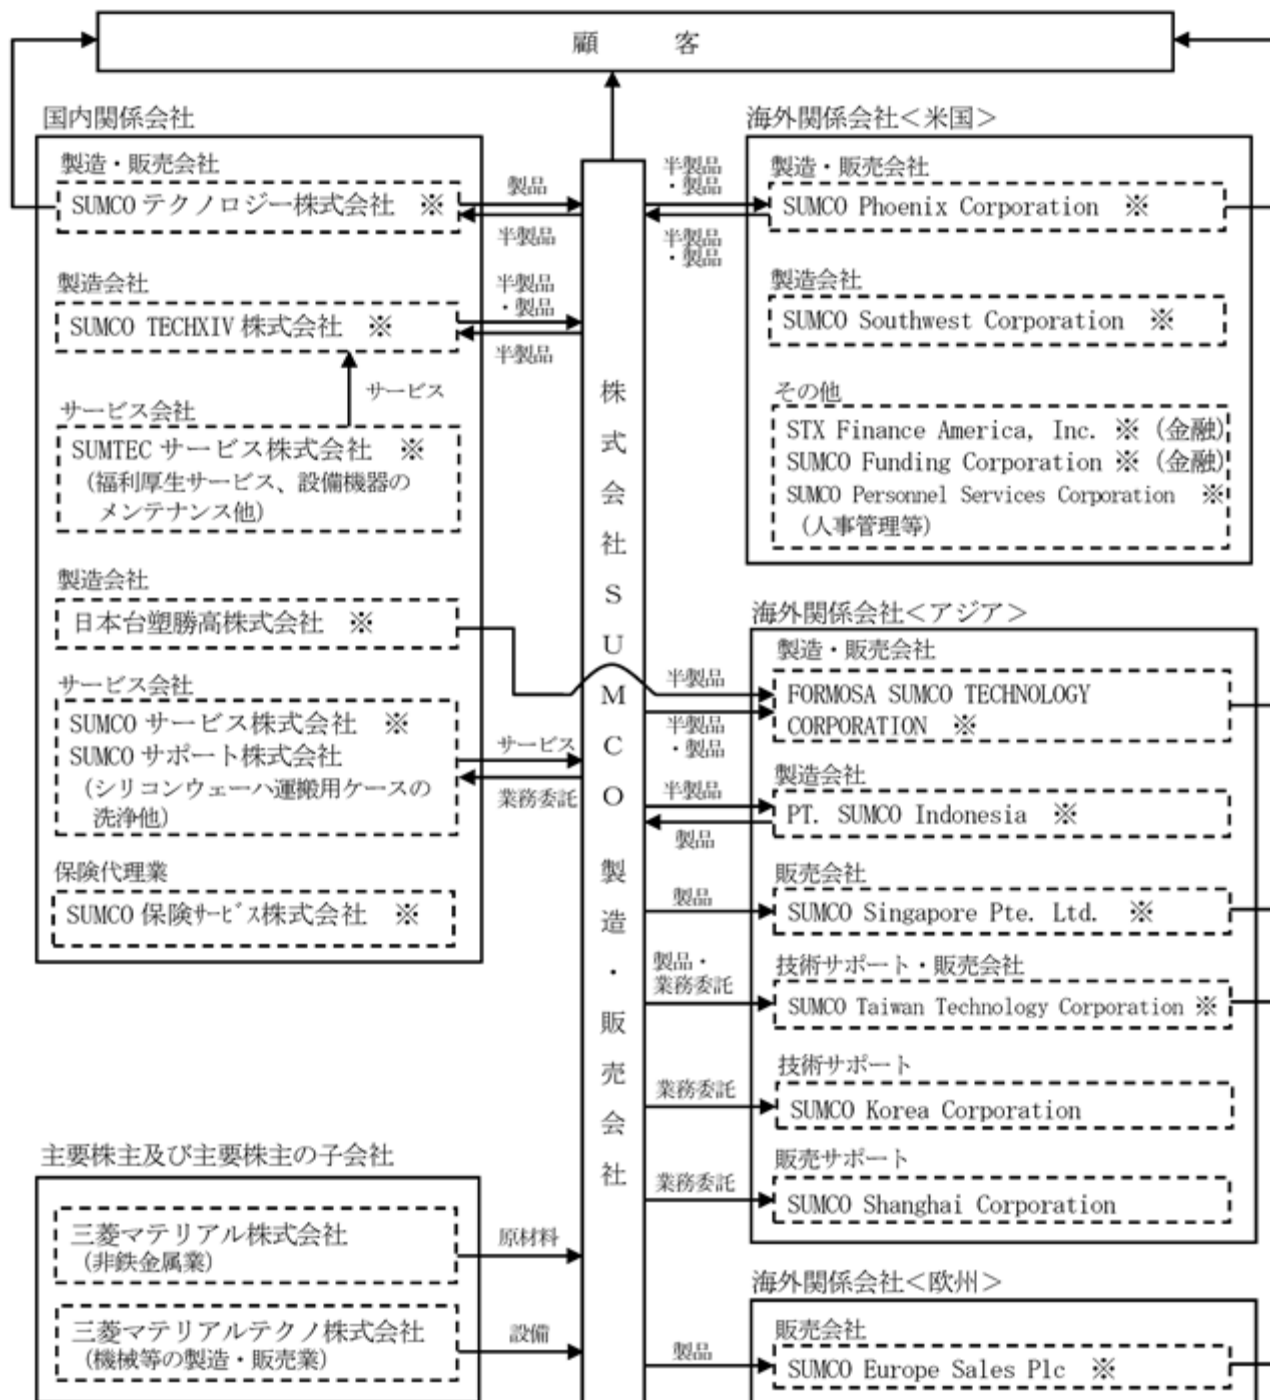 顧　客
国内関係会社
製造・販売会社
SUMCO テクノロジー株式会社 ※
製品
半製品
製造会社
SUMCO TECHXIV 株式会社 ※
半製品
・製品
半製品
サービス
サービス会社
SUMTEC サービス株式会社 ※
（福利厚生サービス、設備機器の
メンテナンス他）
製造会社
日本台塑勝高株式会社 ※
サービス会社
SUMCO サービス株式会社 ※
SUMCO サポート株式会社
（シリコンウェーハ運搬用ケースの
洗浄他）
サービス
業務委託
保険代理業
SUMCO 保険ｻｰﾋﾞｽ株式会社 ※
主要株主及び主要株主の子会社
三菱マテリアル株式会社
（非鉄金属業）
原材料
三菱マテリアルテクノ株式会社
（機械等の製造・販売業）
設備
株式会社SUMCO　製造・販売会社
海外関係会社＜米国＞
製造・販売会社
半製品
・製品
SUMCO Phoenix Corporation ※
半製品
・製品
製造会社
SUMCO Southwest Corporation ※
その他
STX Finance America, Inc. ※（金融）
SUMCO Funding Corporation ※（金融）
SUMCO Personnel Services Corporation ※
（人事管理等）
海外関係会社＜アジア＞
製造・販売会社
半製品
FORMOSA SUMCO TECHNOLOGY
CORPORATION ※
半製品
・製品
製造会社
半製品
PT. SUMCO Indonesia ※
製品
販売会社
製品
SUMCO Singapore Pte. Ltd. ※
技術サポート・販売会社
製品・
業務委託
SUMCO Taiwan Technology Corporation ※
技術サポート
業務委託
SUMCO Korea Corporation
販売サポート
業務委託
SUMCO Shanghai Corporation
海外関係会社＜欧州＞
販売会社
製品
SUMCO Europe Sales Plc ※